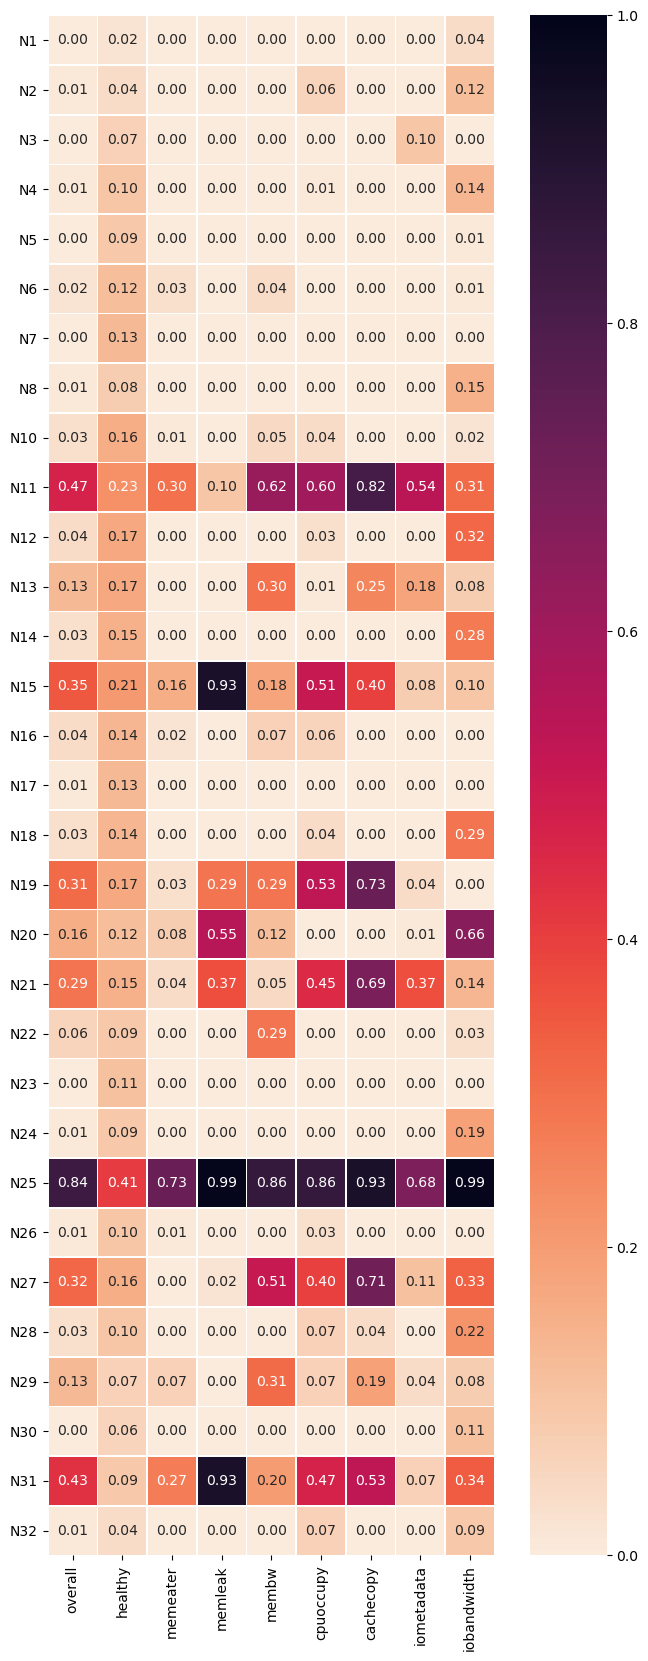 N1 0.00 0.02 0.00 0.00 0.00 0.00 0.00 0.00 0.04
N2 0.01 0.04 0.00 0.00 0.00 0.06 0.00 0.00 0.12
N3 0.00 0.07 0.00 0.00 0.00 0.00 0.00 0.10 0.00
N4 0.01 0.10 0.00 0.00 0.00 0.01 0.00 0.00 0.14
N5 0.00 0.09 0.00 0.00 0.00 0.00 0.00 0.00 0.01
N6 0.02 0.12 0.03 0.00 0.04 0.00 0.00 0.00 0.01
N7 0.00 0.13 0.00 0.00 0.00 0.00 0.00 0.00 0.00
N8 0.01 0.08 0.00 0.00 0.00 0.00 0.00 0.00 0.15
N10 0.03 0.16 0.01 0.00 0.05 0.04 0.00 0.00 0.02
N11 0.47 0.23 0.30 0.10 0.62 0.60 0.82 0.54 0.31
N12 0.04 0.17 0.00 0.00 0.00 0.03 0.00 0.00 0.32
N13 0.13 0.17 0.00 0.00 0.30 0.01 0.25 0.18 0.08
N14 0.03 0.15 0.00 0.00 0.00 0.00 0.00 0.00 0.28
N15 0.35 0.21 0.16 0.93 0.18 0.51 0.40 0.08 0.10
N16 0.04 0.14 0.02 0.00 0.07 0.06 0.00 0.00 0.00
N17 0.01 0.13 0.00 0.00 0.00 0.00 0.00 0.00 0.00
N18 0.03 0.14 0.00 0.00 0.00 0.04 0.00 0.00 0.29
N19 0.31 0.17 0.03 0.29 0.29 0.53 0.73 0.04 0.00
N20 0.16 0.12 0.08 0.55 0.12 0.00 0.00 0.01 0.66
N21 0.29 0.15 0.04 0.37 0.05 0.45 0.69 0.37 0.14
N22 0.06 0.09 0.00 0.00 0.29 0.00 0.00 0.00 0.03
N23 0.00 0.11 0.00 0.00 0.00 0.00 0.00 0.00 0.00
N24 0.01 0.09 0.00 0.00 0.00 0.00 0.00 0.00 0.19
N25 0.84 0.41 0.73 0.99 0.86 0.86 0.93 0.68 0.99
N26 0.01 0.10 0.01 0.00 0.00 0.03 0.00 0.00 0.00
N27 0.32 0.16 0.00 0.02 0.51 0.40 0.71 0.11 0.33
N28 0.03 0.10 0.00 0.00 0.00 0.07 0.04 0.00 0.22
N29 0.13 0.07 0.07 0.00 0.31 0.07 0.19 0.04 0.08
N30 0.00 0.06 0.00 0.00 0.00 0.00 0.00 0.00 0.11
N31 0.43 0.09 0.27 0.93 0.20 0.47 0.53 0.07 0.34
N32 0.01 0.04 0.00 0.00 0.00 0.07 0.00 0.00 0.09
overall
healthy
memeater
memleak
membw
cpuoccupy
cachecopy
iometadata
iobandwidth
1.0
0.8
0.6
0.4
0.2
0.0